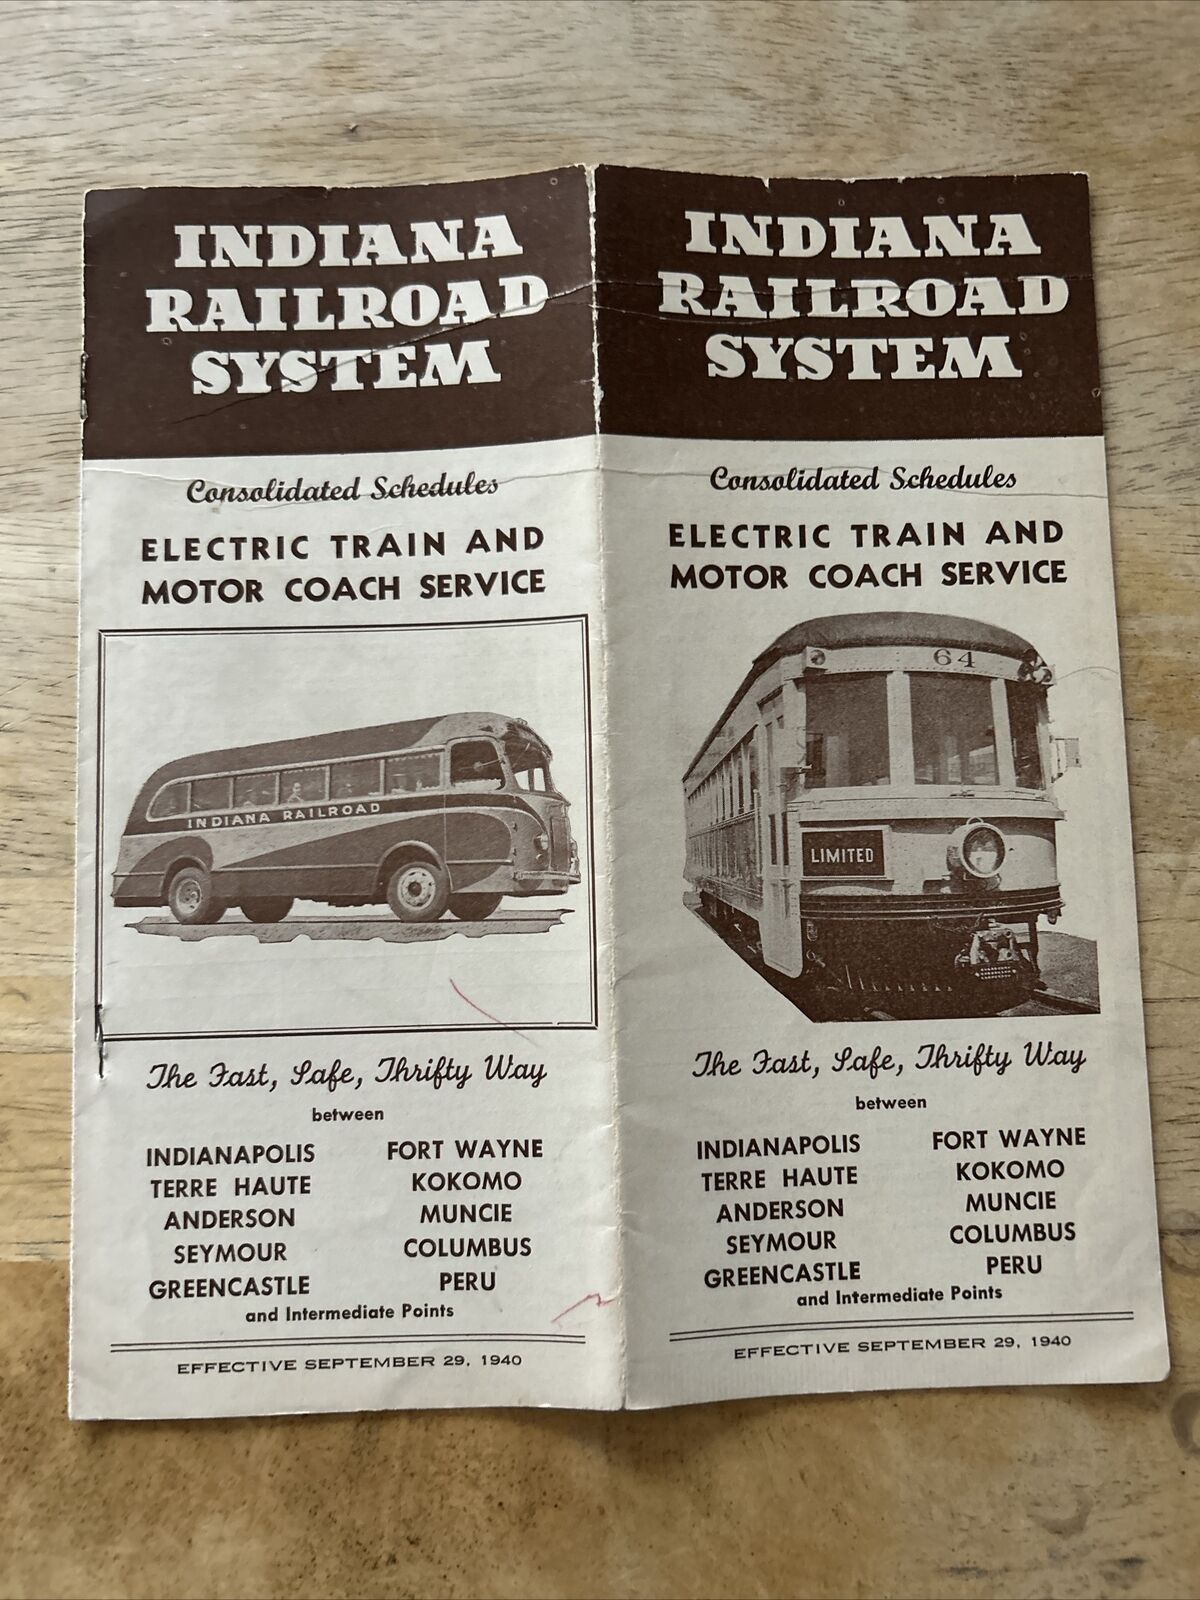 INDIANA
RAILROAD
SYSTEM
Consolidated Schedules
ELECTRIC TRAIN AND
MOTOR COACH SERVICE
INDIANA RAILROAD
The Fast, Safe, Thrifty Way
between
INDIANAPOLIS FORT WAYNE
TERRE HAUTE KOKOMO
ANDERSON MUNCIE
SEYMOUR COLUMBUS
GREENCASTLE PERU
and Intermediate Points
EFFECTIVE SEPTEMBER 29, 1940
INDIANA
RAILROAD
SYSTEM
Consolidated Schedules
ELECTRIC TRAIN AND
MOTOR COACH SERVICE
64
LIMITED
The Fast, Safe, Thrifty Way
between
INDIANAPOLIS FORT WAYNE
TERRE HAUTE KOKOMO
ANDERSON MUNCIE
SEYMOUR COLUMBUS
GREENCASTLE PERU
and Intermediate Points
EFFECTIVE SEPTEMBER 29, 1940